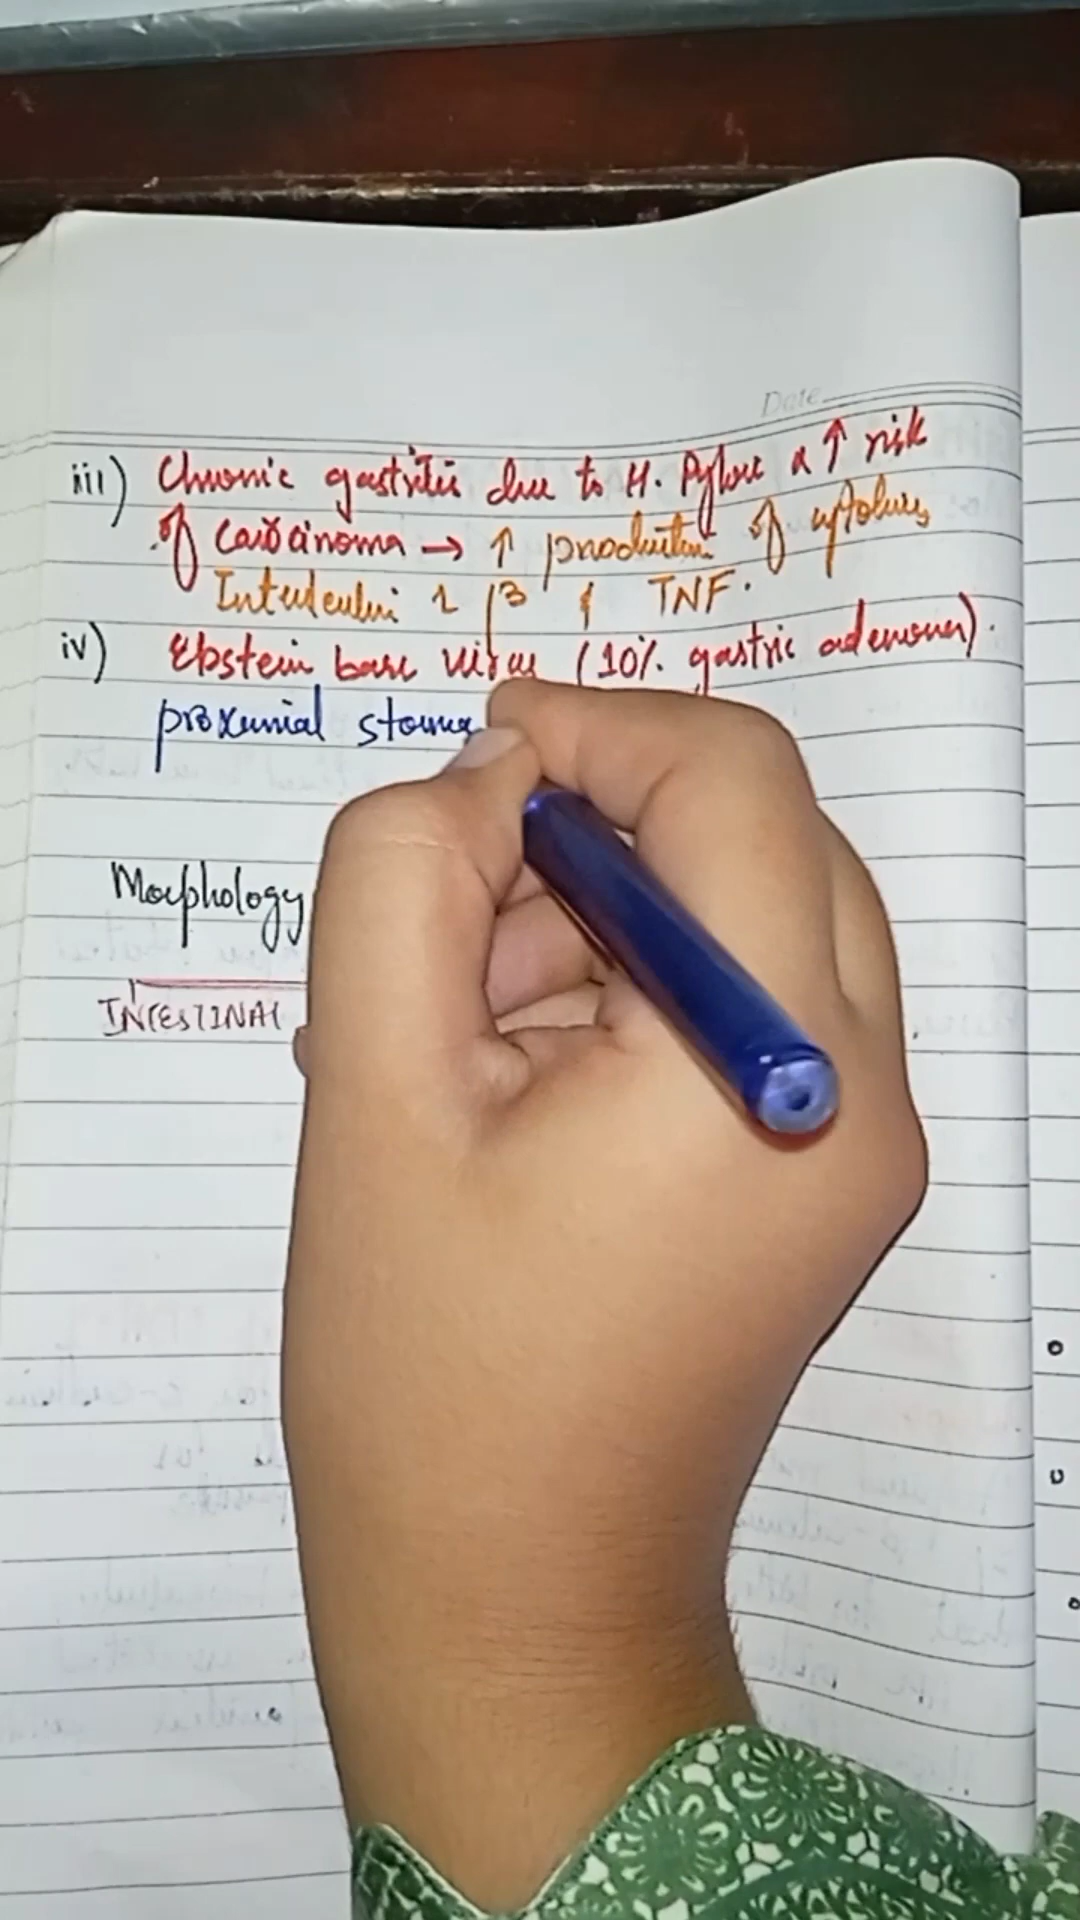 Date
iii) Chronic gastritis due to H. Pylori α ↑ risk
of carcinoma → ↑ production of cytokines
Interleukin 1 β & TNF.
iv) Ebstein barr virus (10% gastric adenomas).
proximal stoma
Morphology
INTESTINAL